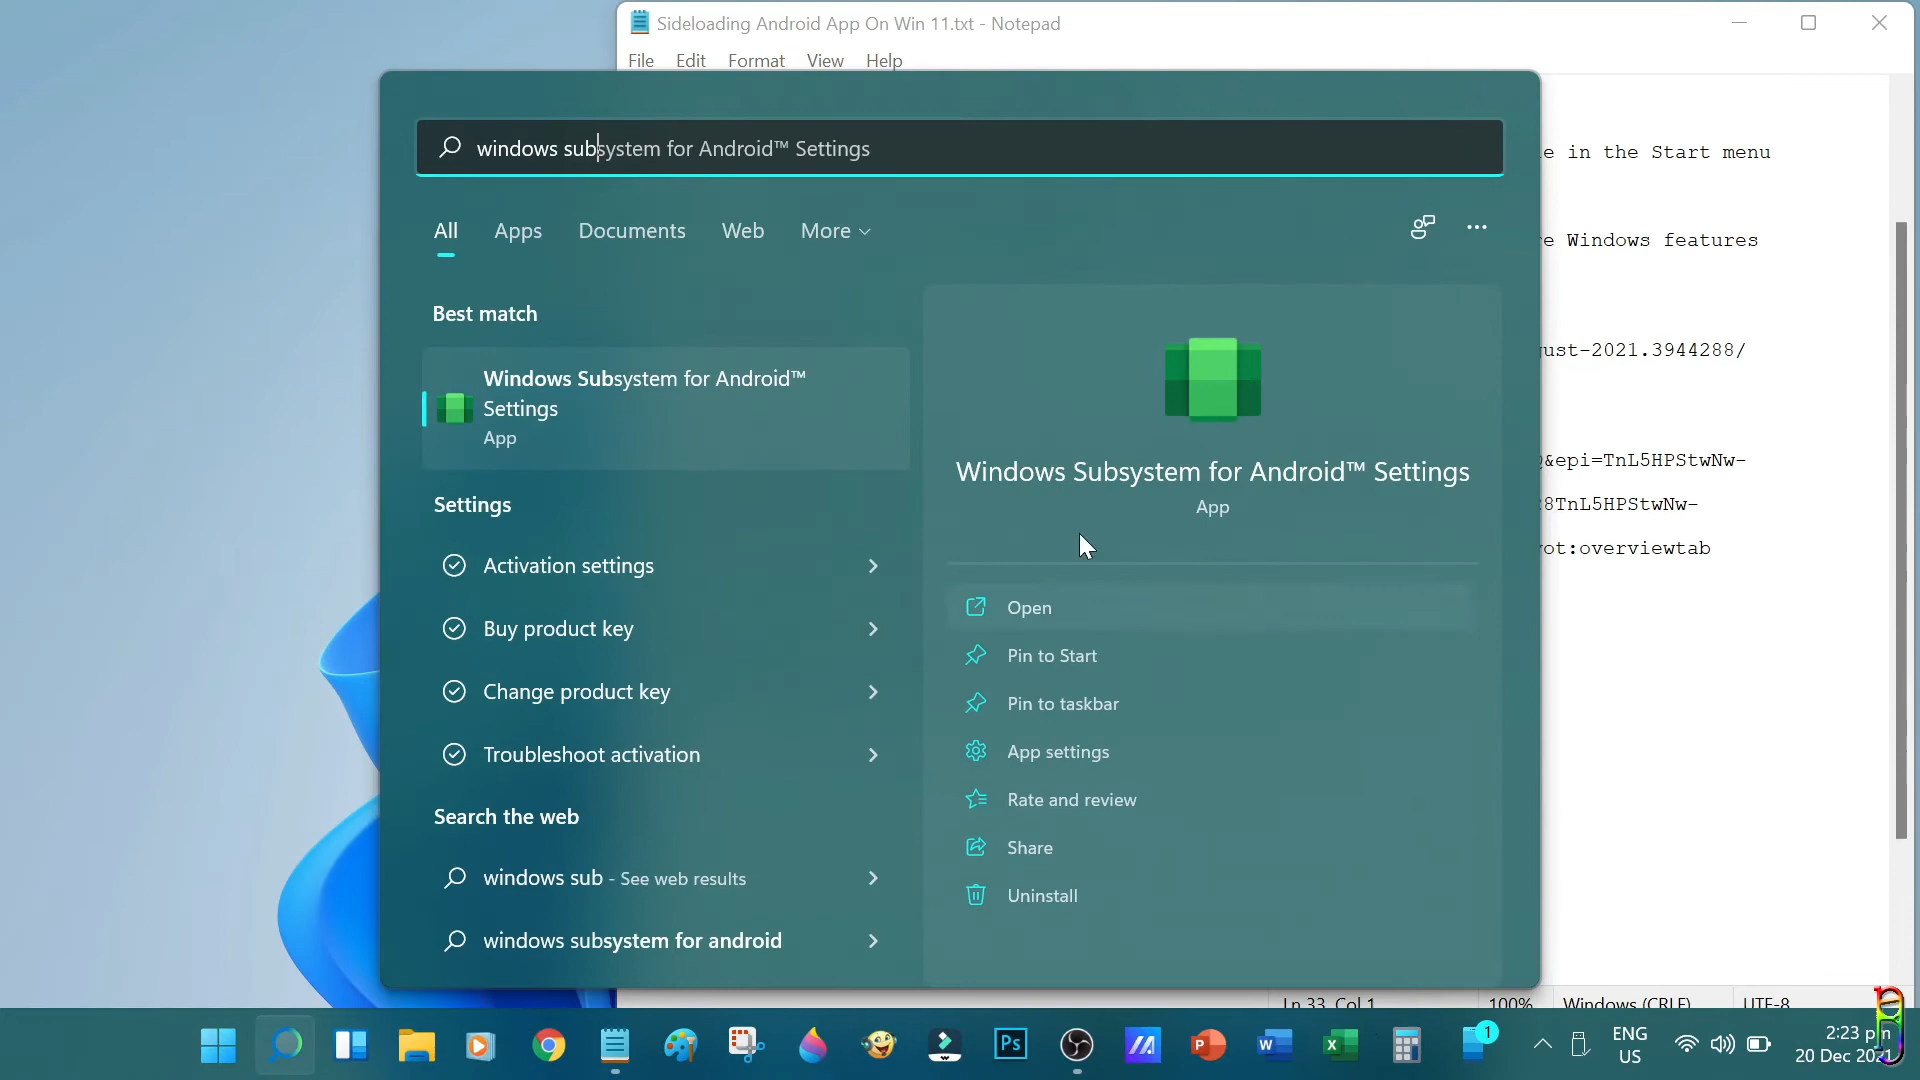 Sideloading Android App On Win 11.txt - Notepad
File Edit Format View Help
windows subsystem for Android™ Settings
in the Start menu
All Apps Documents Web More
Windows features
Best match
Windows Subsystem for Android™
Settings
App
ust-2021.3944288/
Windows Subsystem for Android™ Settings
App
&epi=TnL5HPStwNw-
8TnL5HPStwNw-
ot:overviewtab
Settings
Activation settings
Buy product key
Change product key
Troubleshoot activation
Open
Pin to Start
Pin to taskbar
App settings
Rate and review
Share
Uninstall
Search the web
windows sub - See web results
windows subsystem for android
Ln 33, Col 1 100% Windows (CRLF) UTF-8
Ps
P
W
X
1
ENG
US
2:23
20 Dec 2021